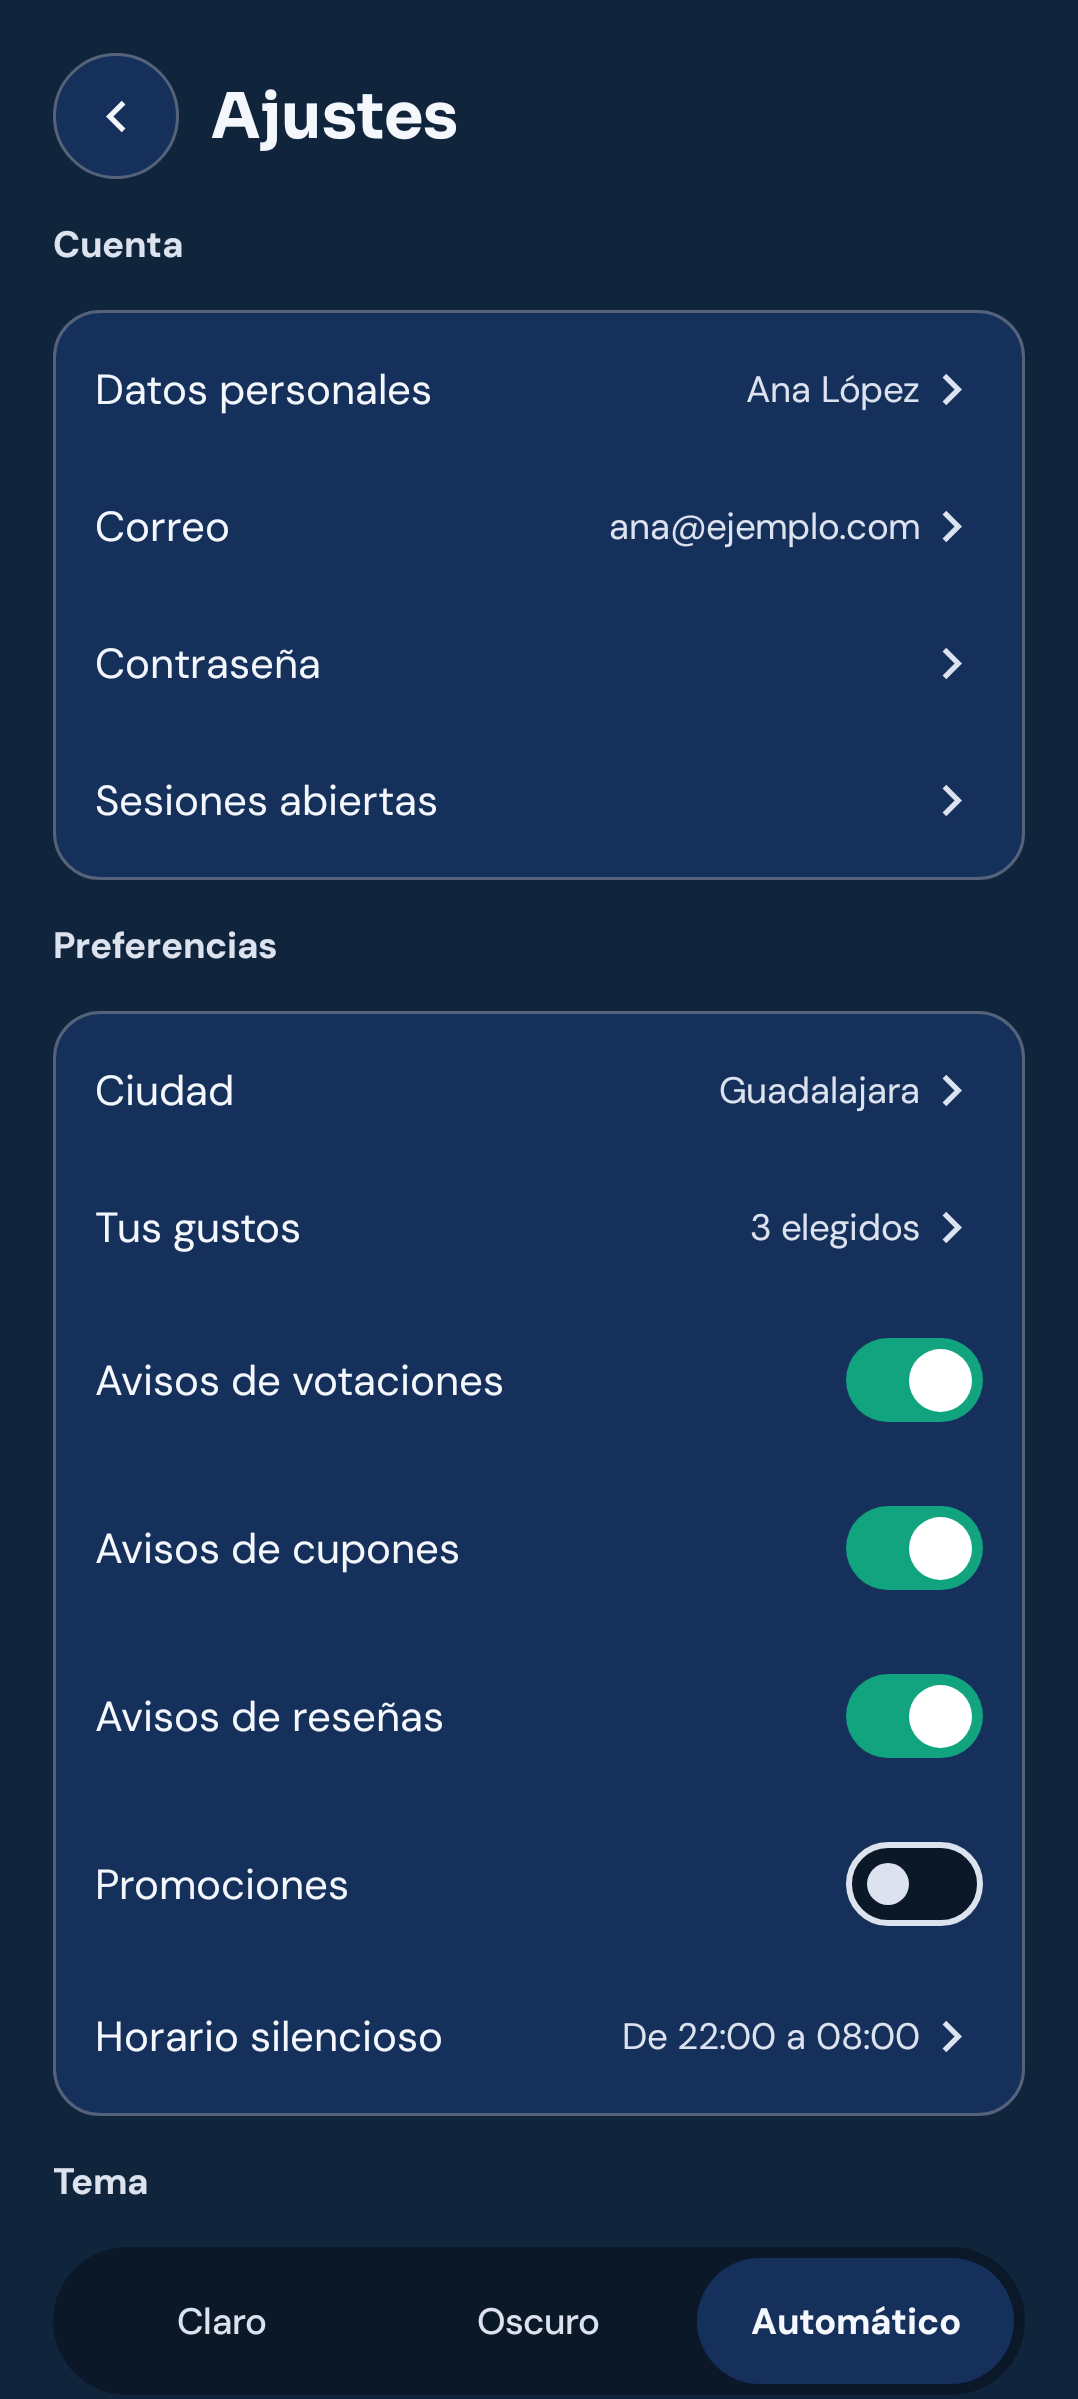 Ajustes
Cuenta
Datos personales Ana López
Correo ana@ejemplo.com
Contraseña
Sesiones abiertas
Preferencias
Ciudad Guadalajara
Tus gustos 3 elegidos
Avisos de votaciones
Avisos de cupones
Avisos de reseñas
Promociones
Horario silencioso De 22:00 a 08:00
Tema
Claro Oscuro Automático